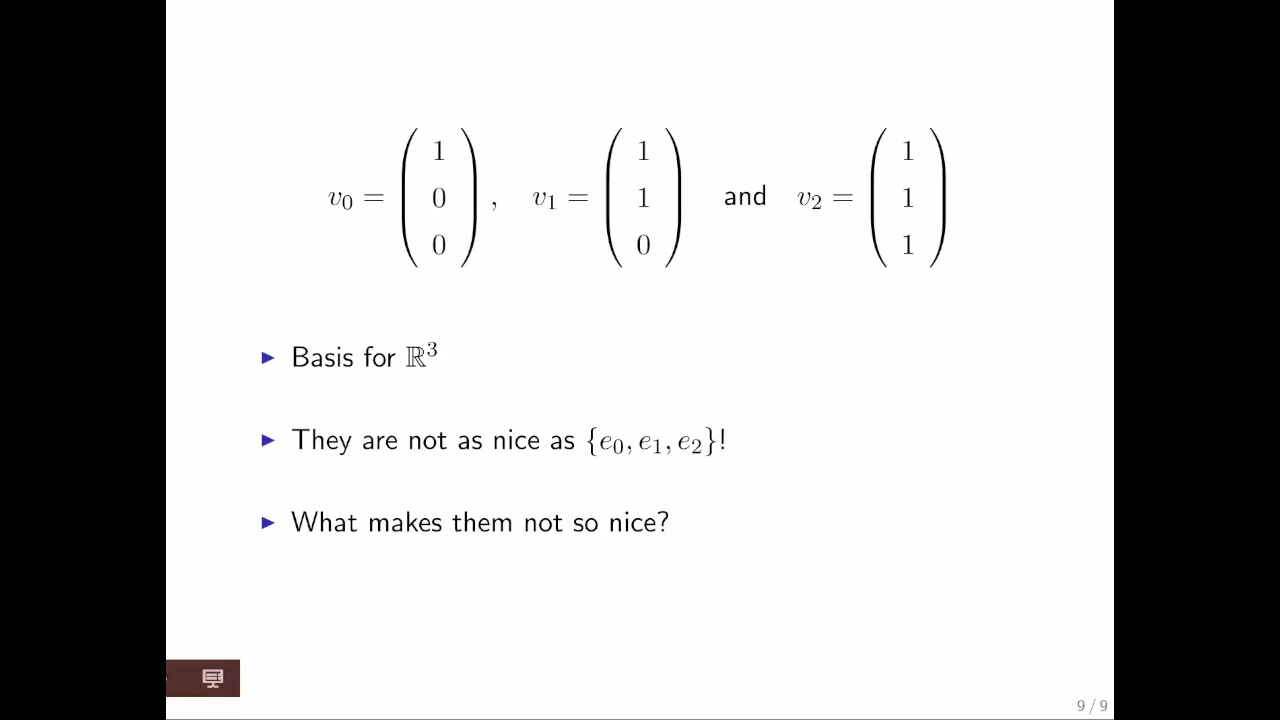 v₀ = ( 1 0 0 ) , v₁ = ( 1 1 0 ) and v₂ = ( 1 1 1 )
▶ Basis for ℝ³
▶ They are not as nice as {e₀, e₁, e₂}!
▶ What makes them not so nice?
9 / 9